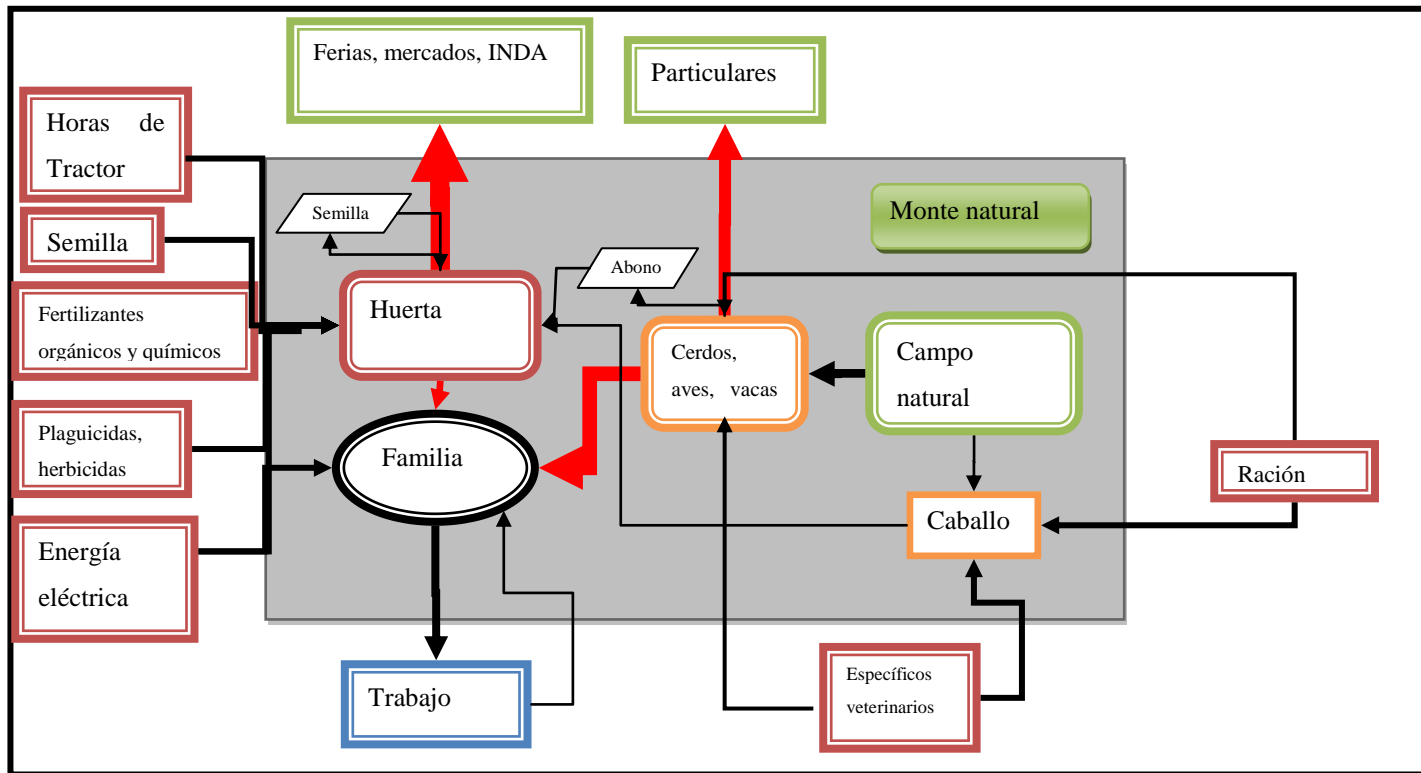 Ferias, mercados, INDA
Particulares
Horas de
Tractor
Semilla
Monte natural
Semilla
Abono
Fertilizantes
orgánicos y químicos
Huerta
Cerdos,
aves, vacas
Campo
natural
Plaguicidas,
herbicidas
Familia
Ración
Caballo
Energía
eléctrica
Trabajo
Específicos
veterinarios